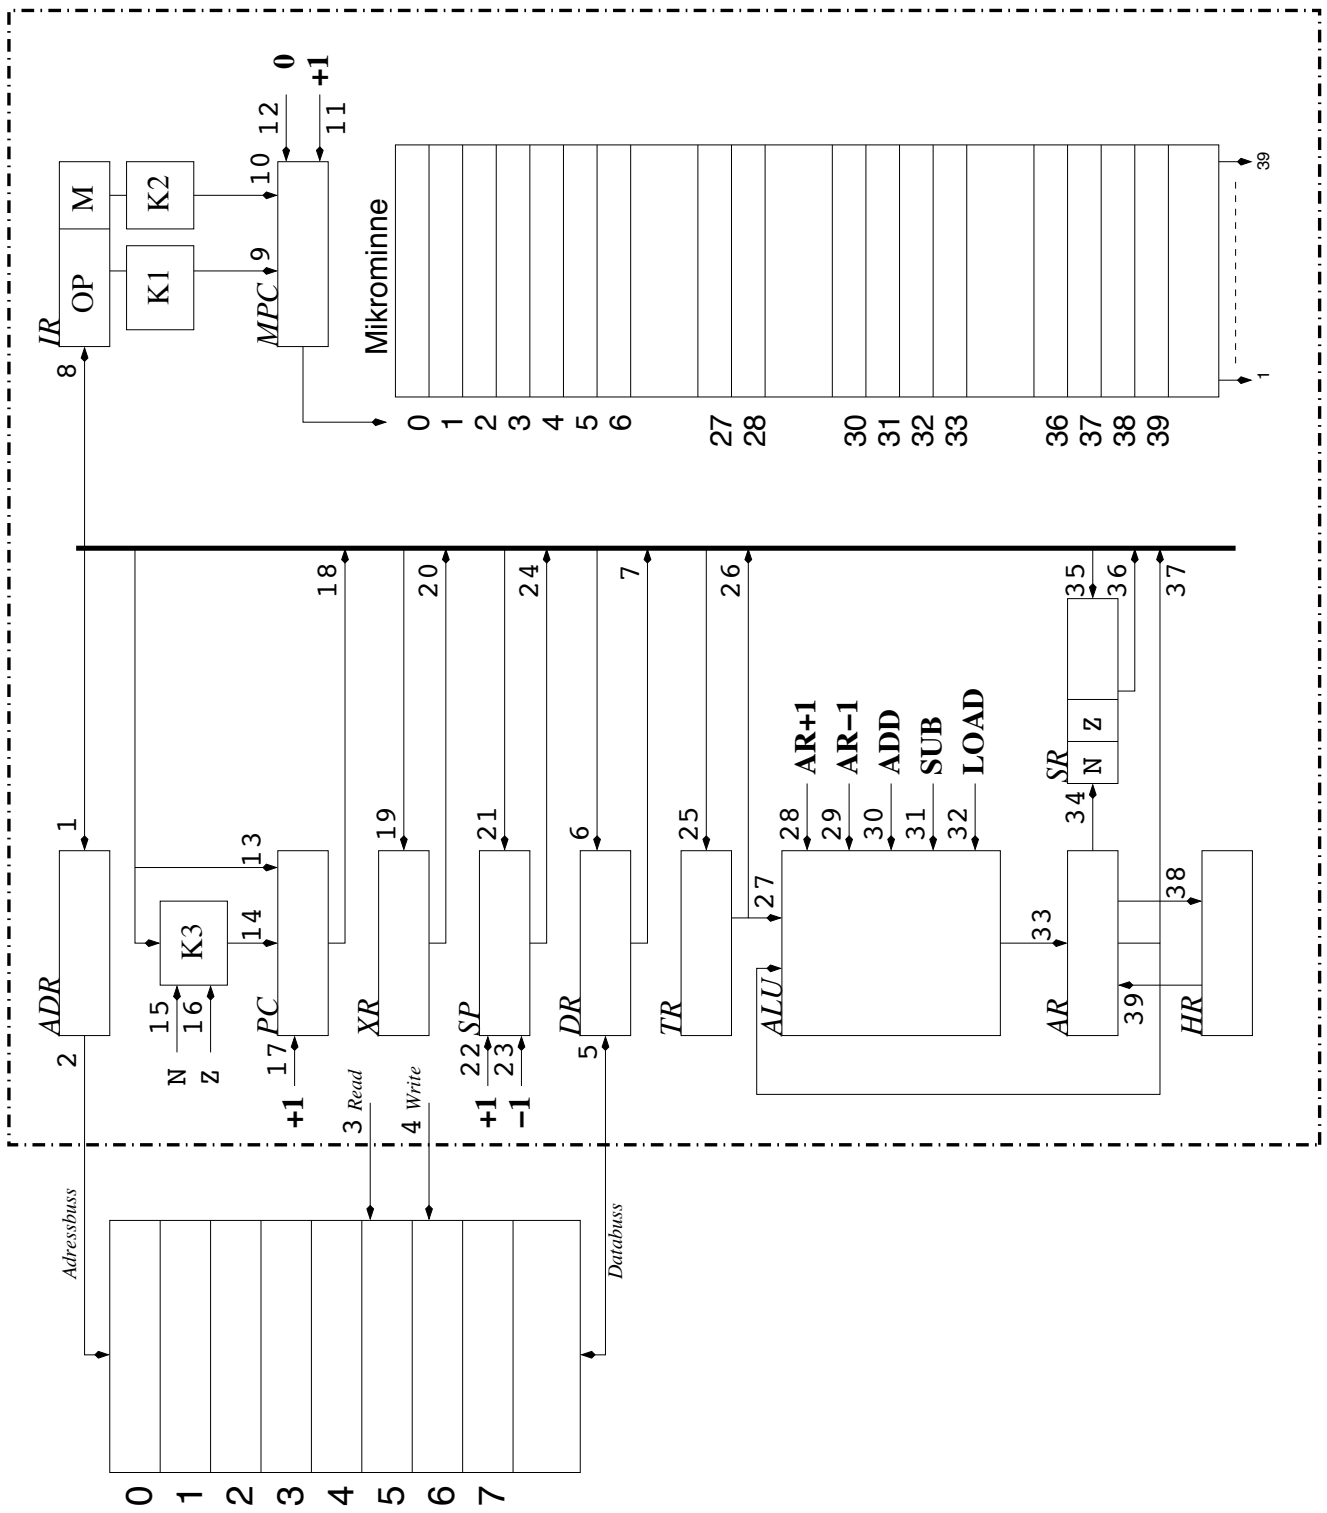 IR
OP
M
8
K1
K2
9
10
12
0
+1
11
MPC
Mikrominne
0
1
2
3
4
5
6
27
28
30
31
32
33
36
37
38
39
1
39
ADR
1
2
K3
N
15
Z
16
13
14
PC
+1
17
18
XR
19
20
3 Read
4 Write
SP
21
+1
22
-1
23
24
DR
5
6
7
TR
25
26
27
ALU
28
AR+1
29
AR−1
30
ADD
31
SUB
32
LOAD
33
SR
N
Z
34
35
36
37
AR
38
39
HR
Adressbuss
Databuss
0
1
2
3
4
5
6
7